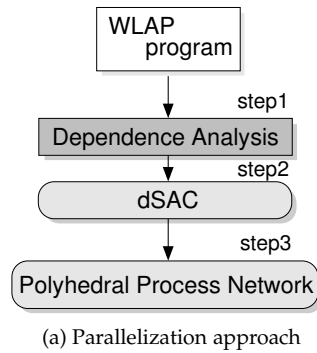 WLAP
program
step1
Dependence Analysis
step2
dSAC
step3
Polyhedral Process Network
(a) Parallelization approach